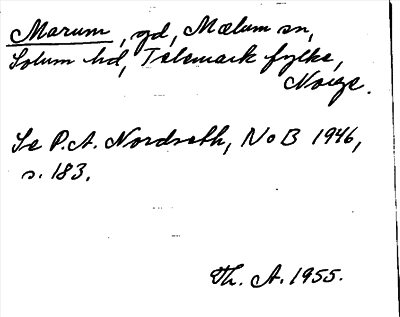 Marum, gd, Mælum sn,
Solum hd, Telemark fylke,
Norge.
Se P.A. Nordseth, NoB 1946,
s. 183.
Th. A. 1955.